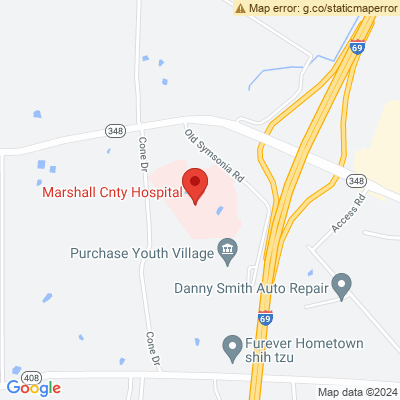 Map error: g.co/staticmaperror
69
348
Old Symsonia Rd
Cone Dr
Marshall Cnty Hospital
348
Access Rd
Purchase Youth Village
Danny Smith Auto Repair
69
Cone Dr
Furever Hometown
shih tzu
408
Google
69
Map data ©2024